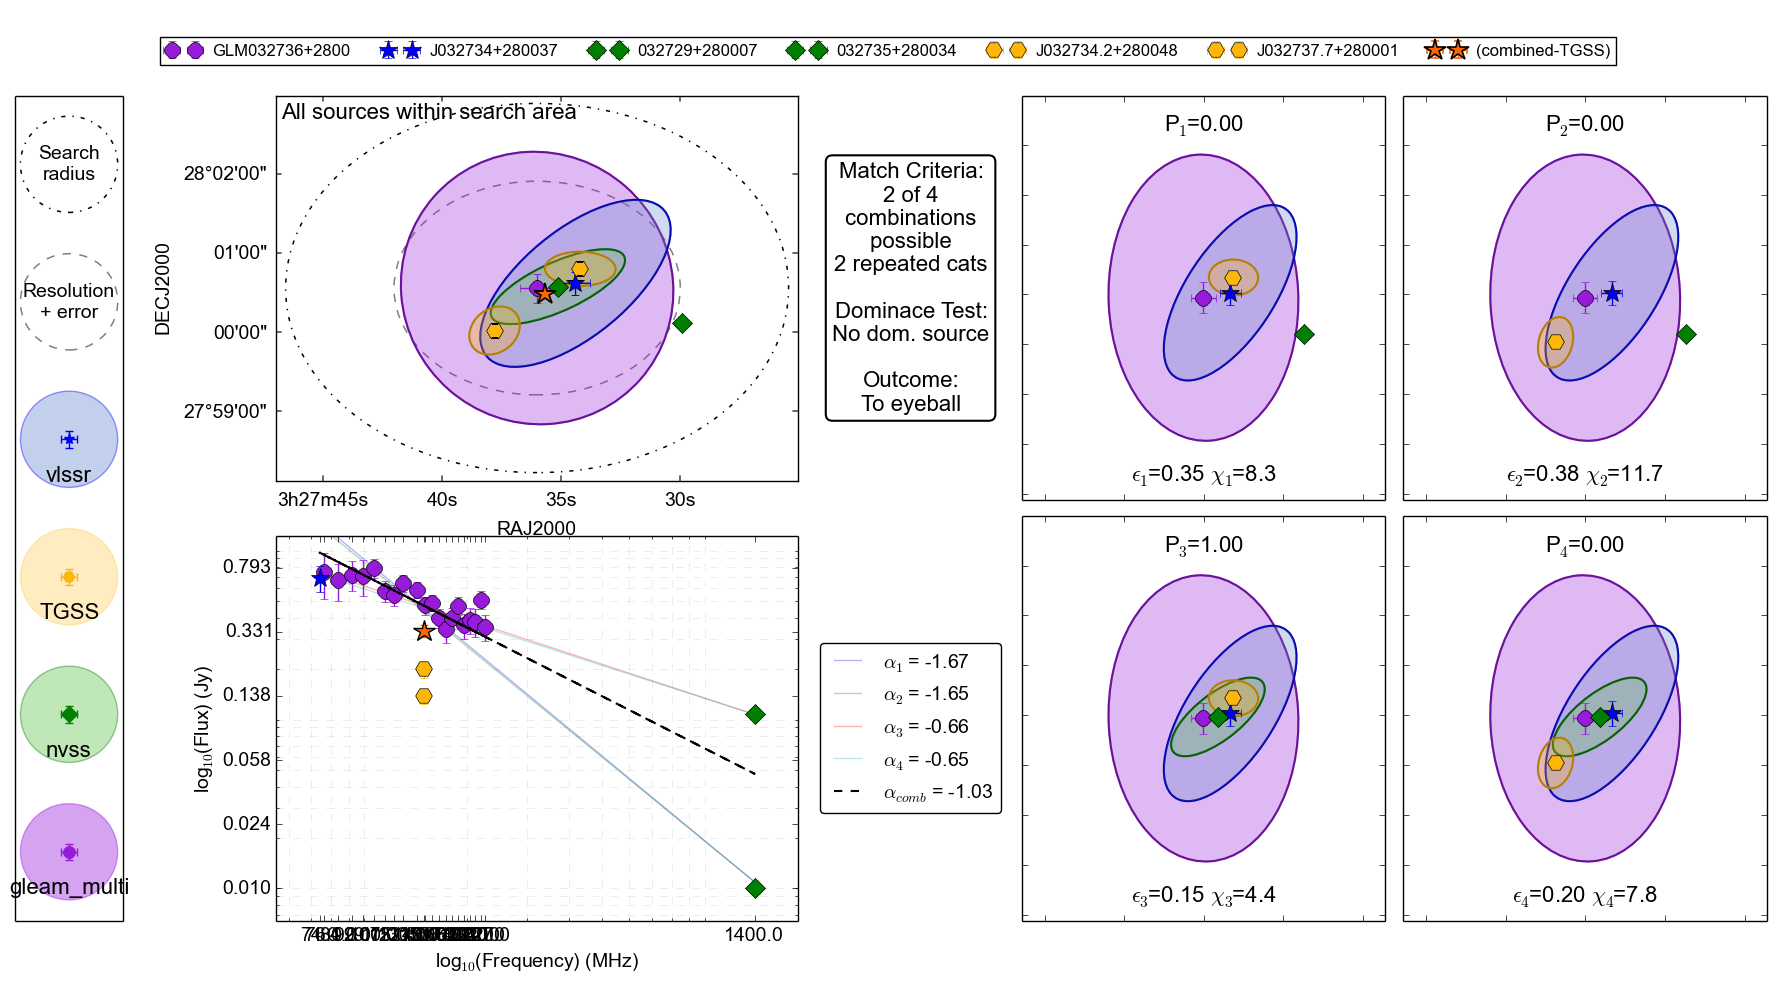 GLM032736+2800 J032734+280037 032729+280007 032735+280034 J032734.2+280048 J032737.7+280001 (combined-TGSS)
Search
radius
Resolution
+ error
vlssr
TGSS
nvss
gleam_multi
All sources within search area
DECJ2000
28°02'00"
01'00"
00'00"
27°59'00"
3h27m45s 40s 35s 30s
RAJ2000
Match Criteria:
2 of 4
combinations
possible
2 repeated cats
Dominace Test:
No dom. source
Outcome:
To eyeball
P1=0.00
ϵ1=0.35 χ1=8.3
P2=0.00
ϵ2=0.38 χ2=11.7
P3=1.00
ϵ3=0.15 χ3=4.4
P4=0.00
ϵ4=0.20 χ4=7.8
log10(Flux) (Jy)
0.793
0.331
0.138
0.058
0.024
0.010
1400.0
log10(Frequency) (MHz)
α1 = -1.67
α2 = -1.65
α3 = -0.66
α4 = -0.65
αcomb = -1.03